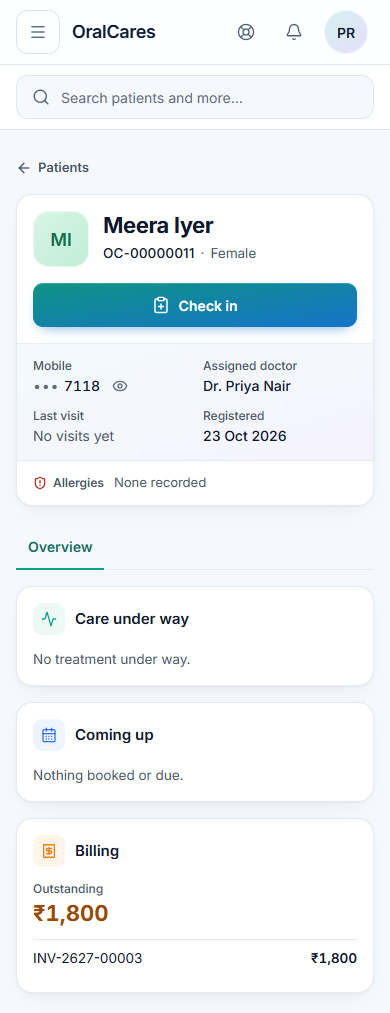 OralCares
PR
Search patients and more...
Patients
MI
Meera Iyer
OC-00000011 · Female
Check in
Mobile
Assigned doctor
••• 7118
Dr. Priya Nair
Last visit
Registered
No visits yet
23 Oct 2026
Allergies None recorded
Overview
Care under way
No treatment under way.
Coming up
Nothing booked or due.
Billing
Outstanding
₹1,800
INV-2627-00003 ₹1,800